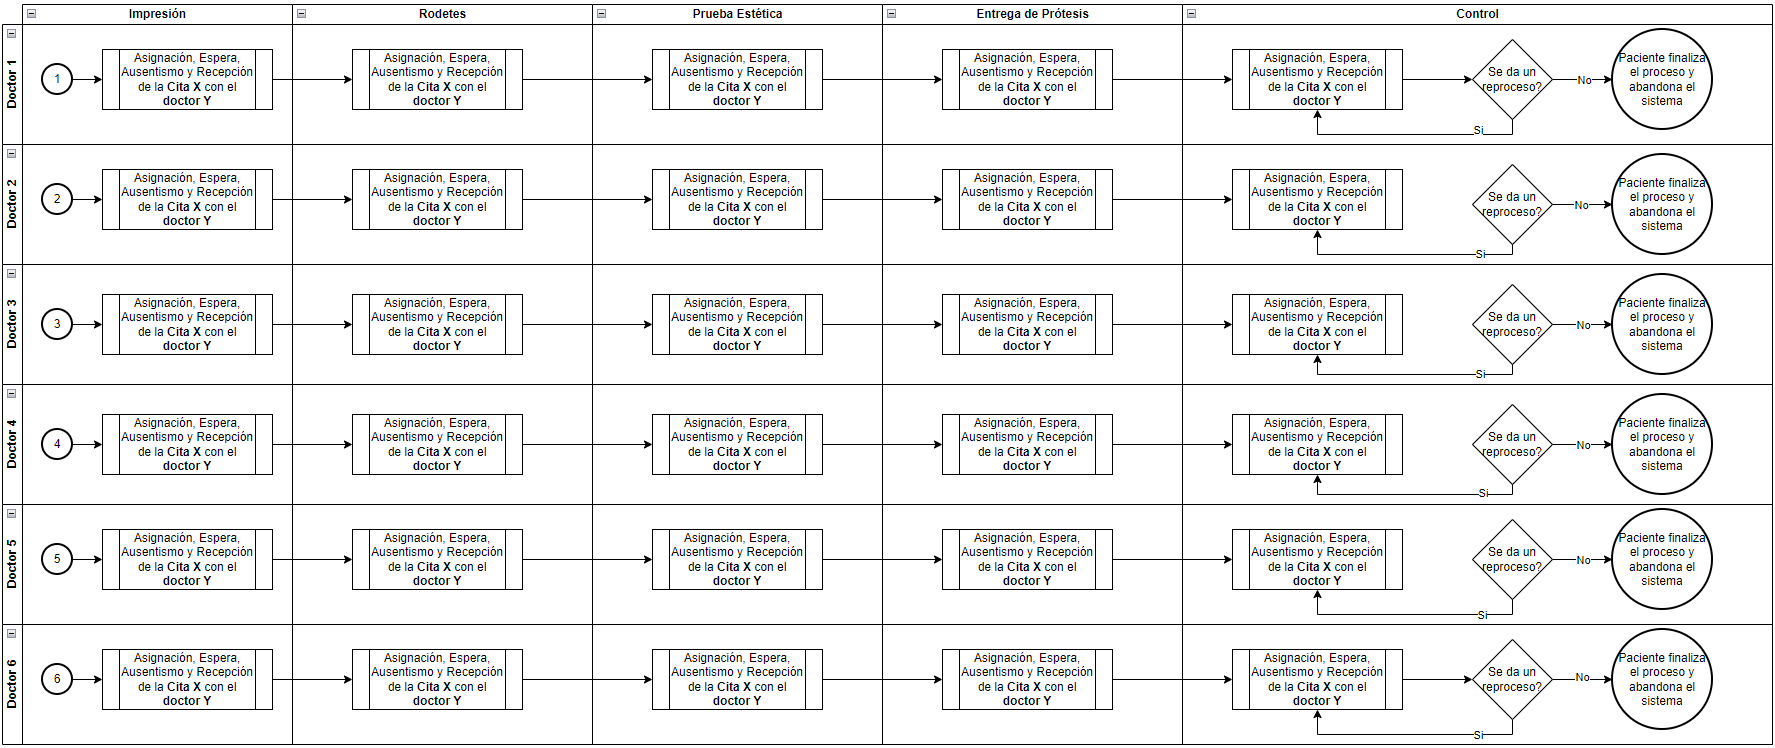 Impresión
Rodetes
Prueba Estética
Entrega de Prótesis
Control
Doctor 1
1
Asignación, Espera,
Ausentismo y Recepción
de la Cita X con el
doctor Y
Asignación, Espera,
Ausentismo y Recepción
de la Cita X con el
doctor Y
Asignación, Espera,
Ausentismo y Recepción
de la Cita X con el
doctor Y
Asignación, Espera,
Ausentismo y Recepción
de la Cita X con el
doctor Y
Asignación, Espera,
Ausentismo y Recepción
de la Cita X con el
doctor Y
Se da un
reproceso?
No
Si
Paciente finaliza
el proceso y
abandona el
sistema
Doctor 2
2
Asignación, Espera,
Ausentismo y Recepción
de la Cita X con el
doctor Y
Asignación, Espera,
Ausentismo y Recepción
de la Cita X con el
doctor Y
Asignación, Espera,
Ausentismo y Recepción
de la Cita X con el
doctor Y
Asignación, Espera,
Ausentismo y Recepción
de la Cita X con el
doctor Y
Asignación, Espera,
Ausentismo y Recepción
de la Cita X con el
doctor Y
Se da un
reproceso?
No
Si
Paciente finaliza
el proceso y
abandona el
sistema
Doctor 3
3
Asignación, Espera,
Ausentismo y Recepción
de la Cita X con el
doctor Y
Asignación, Espera,
Ausentismo y Recepción
de la Cita X con el
doctor Y
Asignación, Espera,
Ausentismo y Recepción
de la Cita X con el
doctor Y
Asignación, Espera,
Ausentismo y Recepción
de la Cita X con el
doctor Y
Asignación, Espera,
Ausentismo y Recepción
de la Cita X con el
doctor Y
Se da un
reproceso?
No
Si
Paciente finaliza
el proceso y
abandona el
sistema
Doctor 4
4
Asignación, Espera,
Ausentismo y Recepción
de la Cita X con el
doctor Y
Asignación, Espera,
Ausentismo y Recepción
de la Cita X con el
doctor Y
Asignación, Espera,
Ausentismo y Recepción
de la Cita X con el
doctor Y
Asignación, Espera,
Ausentismo y Recepción
de la Cita X con el
doctor Y
Asignación, Espera,
Ausentismo y Recepción
de la Cita X con el
doctor Y
Se da un
reproceso?
No
Si
Paciente finaliza
el proceso y
abandona el
sistema
Doctor 5
5
Asignación, Espera,
Ausentismo y Recepción
de la Cita X con el
doctor Y
Asignación, Espera,
Ausentismo y Recepción
de la Cita X con el
doctor Y
Asignación, Espera,
Ausentismo y Recepción
de la Cita X con el
doctor Y
Asignación, Espera,
Ausentismo y Recepción
de la Cita X con el
doctor Y
Asignación, Espera,
Ausentismo y Recepción
de la Cita X con el
doctor Y
Se da un
reproceso?
No
Si
Paciente finaliza
el proceso y
abandona el
sistema
Doctor 6
6
Asignación, Espera,
Ausentismo y Recepción
de la Cita X con el
doctor Y
Asignación, Espera,
Ausentismo y Recepción
de la Cita X con el
doctor Y
Asignación, Espera,
Ausentismo y Recepción
de la Cita X con el
doctor Y
Asignación, Espera,
Ausentismo y Recepción
de la Cita X con el
doctor Y
Asignación, Espera,
Ausentismo y Recepción
de la Cita X con el
doctor Y
Se da un
reproceso?
No
Si
Paciente finaliza
el proceso y
abandona el
sistema